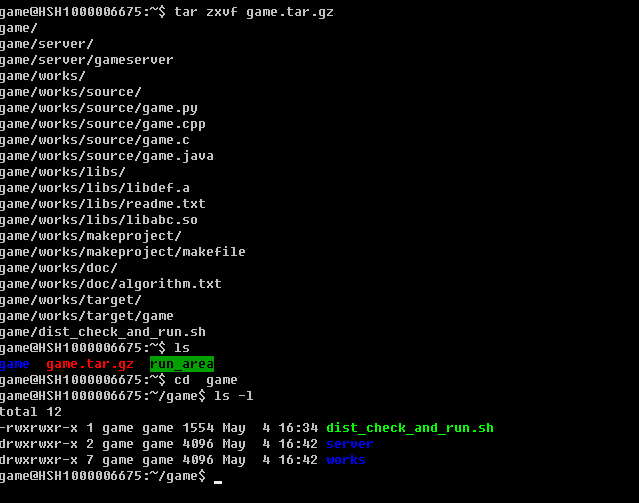 game@HSH1000006675:~$ tar zxvf game.tar.gz
game/
game/server/
game/server/gameserver
game/works/
game/works/source/
game/works/source/game.py
game/works/source/game.cpp
game/works/source/game.c
game/works/source/game.java
game/works/libs/
game/works/libs/libdef.a
game/works/libs/readme.txt
game/works/libs/libabc.so
game/works/makeproject/
game/works/makeproject/makefile
game/works/doc/
game/works/doc/algorithm.txt
game/works/target/
game/works/target/game
game/dist_check_and_run.sh
game@HSH1000006675:~$ ls
game  game.tar.gz  run_area
game@HSH1000006675:~$ cd  game
game@HSH1000006675:~/game$ ls -l
total 12
-rwxrwxr-x 1 game game 1554 May  4 16:34 dist_check_and_run.sh
drwxrwxr-x 2 game game 4096 May  4 16:42 server
drwxrwxr-x 7 game game 4096 May  4 16:42 works
game@HSH1000006675:~/game$